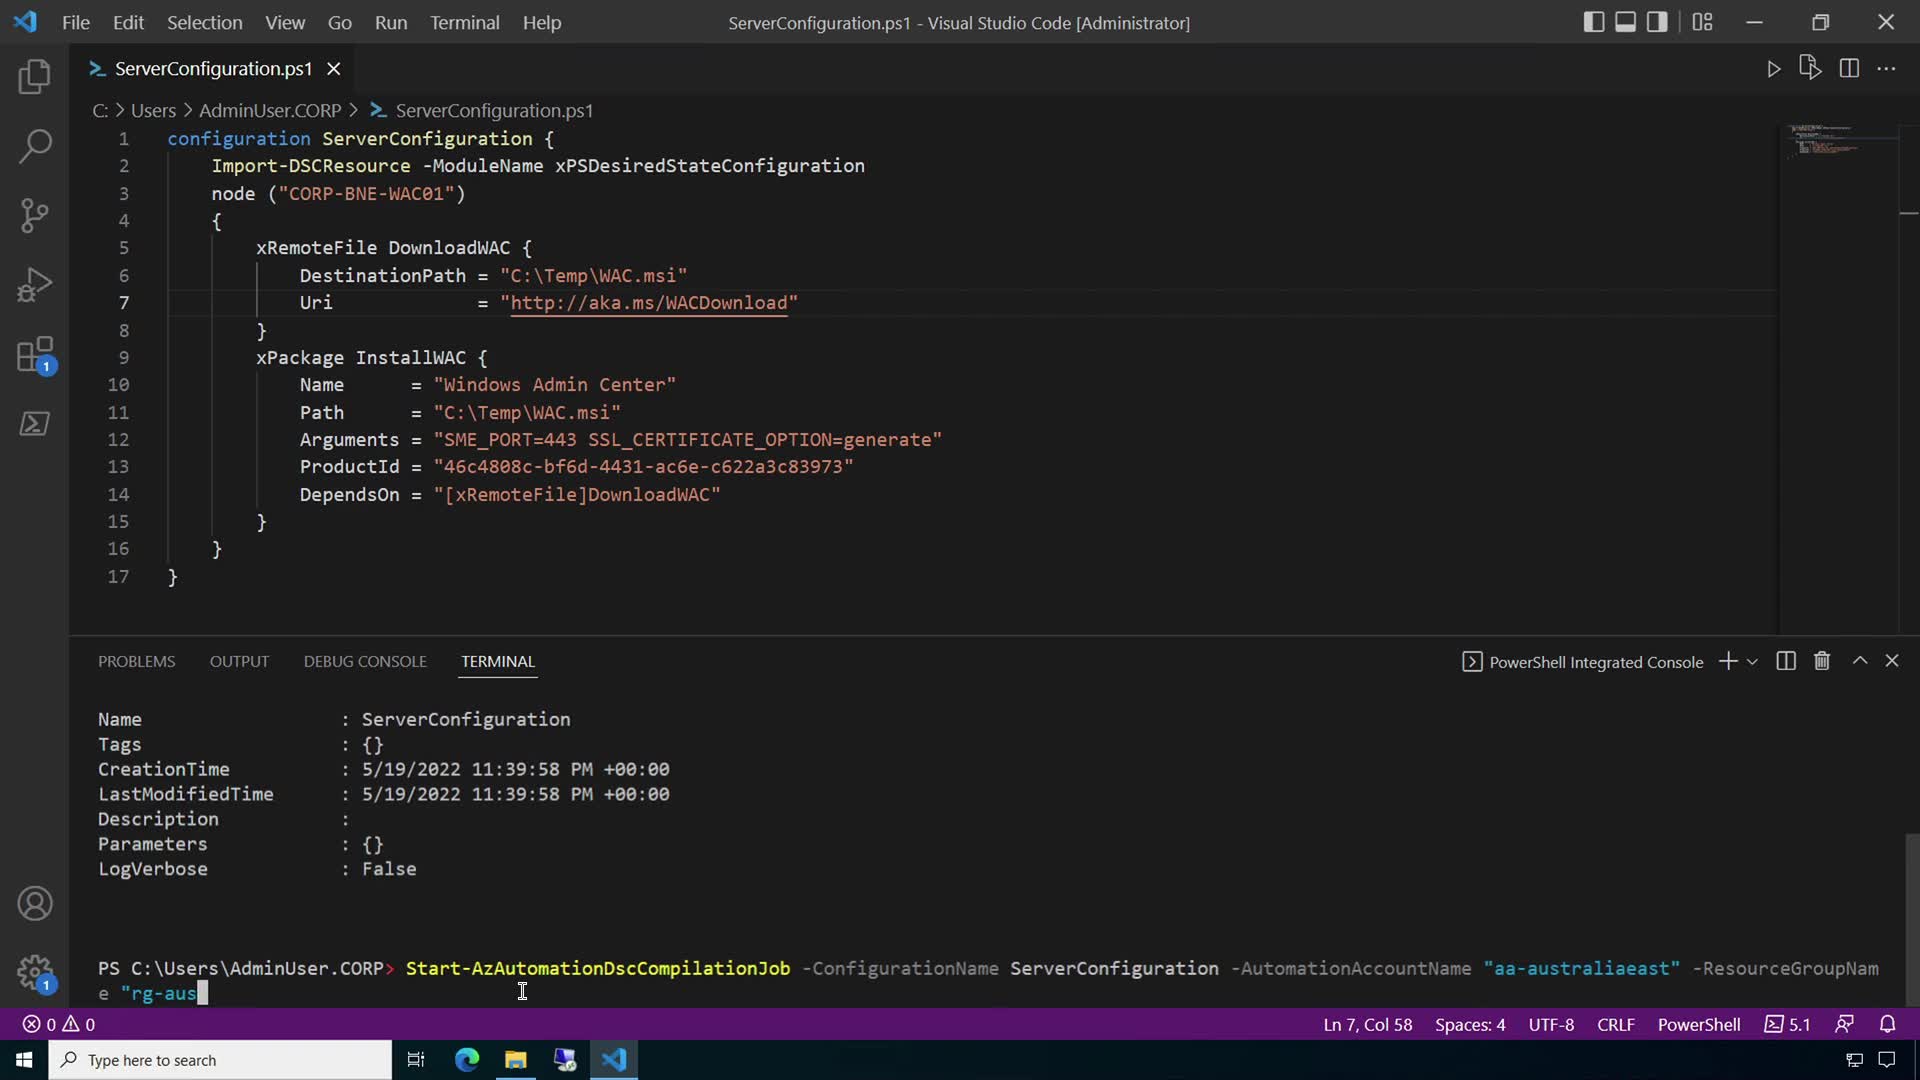 File Edit Selection View Go Run Terminal Help ServerConfiguration.ps1 - Visual Studio Code [Administrator]
ServerConfiguration.ps1
C: > Users > AdminUser.CORP > ServerConfiguration.ps1
1 configuration ServerConfiguration {
2 Import-DSCResource -ModuleName xPSDesiredStateConfiguration
3 node ("CORP-BNE-WAC01")
4 {
5 xRemoteFile DownloadWAC {
6 DestinationPath = "C:\Temp\WAC.msi"
7 Uri = "http://aka.ms/WACDownload"
8 }
9 xPackage InstallWAC {
10 Name = "Windows Admin Center"
11 Path = "C:\Temp\WAC.msi"
12 Arguments = "SME_PORT=443 SSL_CERTIFICATE_OPTION=generate"
13 ProductId = "46c4808c-bf6d-4431-ac6e-c622a3c83973"
14 DependsOn = "[xRemoteFile]DownloadWAC"
15 }
16 }
17 }
1
PROBLEMS OUTPUT DEBUG CONSOLE TERMINAL PowerShell Integrated Console
Name : ServerConfiguration
Tags : {}
CreationTime : 5/19/2022 11:39:58 PM +00:00
LastModifiedTime : 5/19/2022 11:39:58 PM +00:00
Description :
Parameters : {}
LogVerbose : False
PS C:\Users\AdminUser.CORP> Start-AzAutomationDscCompilationJob -ConfigurationName ServerConfiguration -AutomationAccountName "aa-australiaeast" -ResourceGroupNam
e "rg-aus
1
0 0 Ln 7, Col 58 Spaces: 4 UTF-8 CRLF PowerShell 5.1
Type here to search